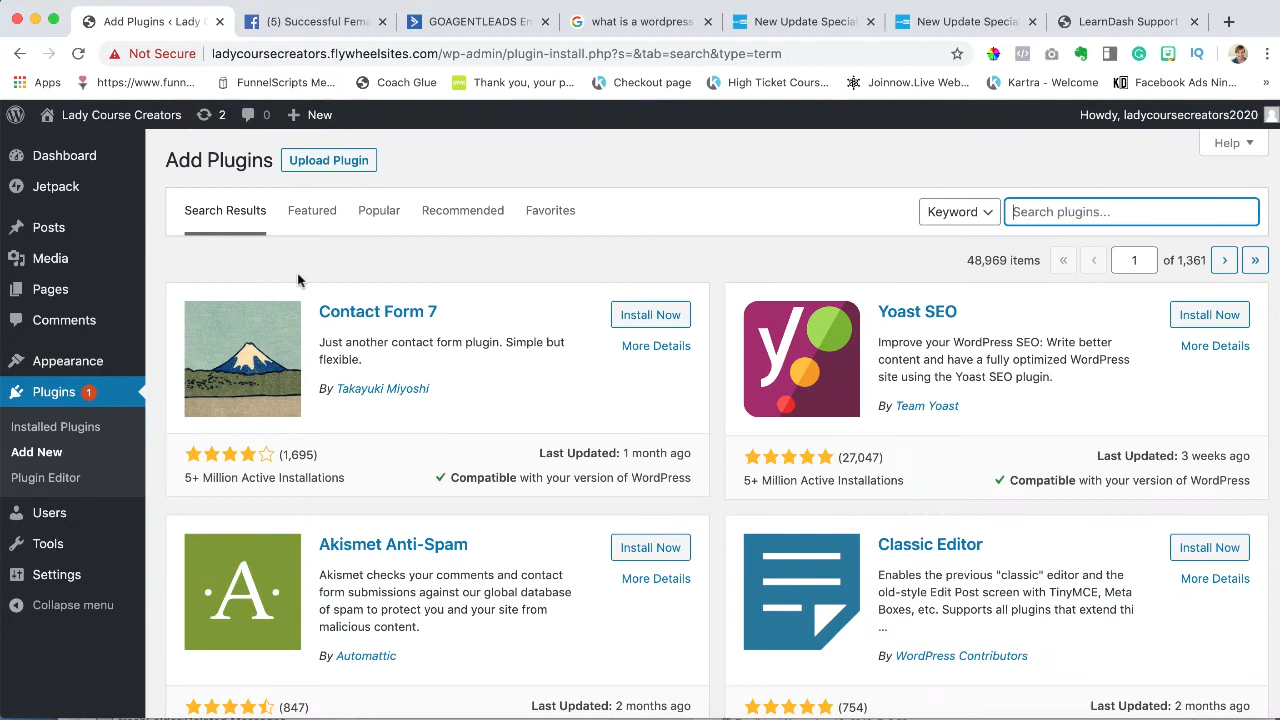 Add Plugins ‹ Lady C
(5) Successful Fema
GOAGENTLEADS Em
what is a wordpress
New Update Special
New Update Special
LearnDash Support
Not Secure
ladycoursecreators.flywheelsites.com/wp-admin/plugin-install.php?s=&tab=search&type=term
Apps
https://www.funn...
FunnelScripts Me...
Coach Glue
Thank you, your p...
Checkout page
High Ticket Cours...
Joinnow.Live Web...
Kartra - Welcome
Facebook Ads Nin...
Lady Course Creators
2
0
New
Howdy, ladycoursecreators2020
Dashboard
Jetpack
Posts
Media
Pages
Comments
Appearance
Plugins 1
Installed Plugins
Add New
Plugin Editor
Users
Tools
Settings
Collapse menu
Add Plugins
Upload Plugin
Help
Search Results
Featured
Popular
Recommended
Favorites
Keyword
Search plugins...
48,969 items
«
‹
1
of 1,361
›
»
Contact Form 7
Install Now
More Details
Just another contact form plugin. Simple but
flexible.
By Takayuki Miyoshi
(1,695)
5+ Million Active Installations
Last Updated: 1 month ago
Compatible with your version of WordPress
y
Yoast SEO
Install Now
More Details
Improve your WordPress SEO: Write better
content and have a fully optimized WordPress
site using the Yoast SEO plugin.
By Team Yoast
(27,047)
5+ Million Active Installations
Last Updated: 3 weeks ago
Compatible with your version of WordPress
·A·
Akismet Anti-Spam
Install Now
More Details
Akismet checks your comments and contact
form submissions against our global database
of spam to protect you and your site from
malicious content.
By Automattic
(847)
Last Updated: 2 months ago
Classic Editor
Install Now
More Details
Enables the previous "classic" editor and the
old-style Edit Post screen with TinyMCE, Meta
Boxes, etc. Supports all plugins that extend thi
...
By WordPress Contributors
(754)
Last Updated: 2 months ago